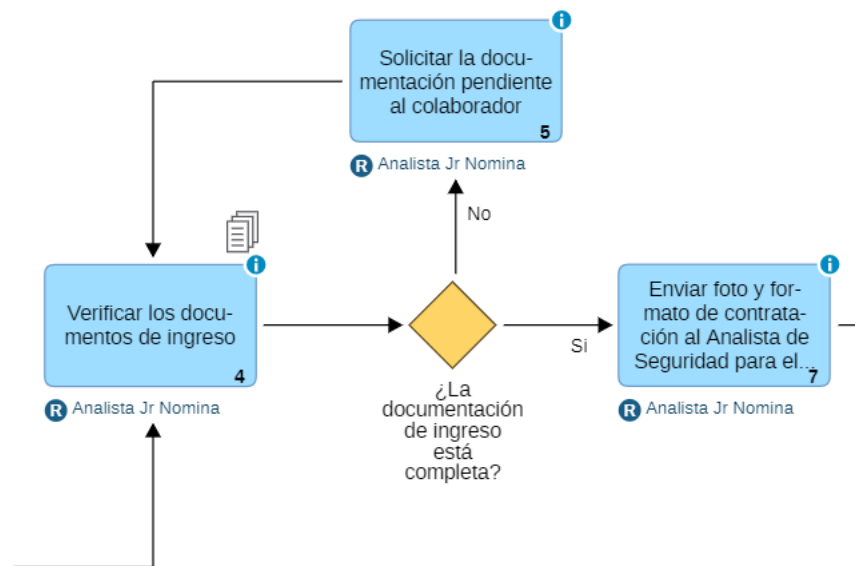 Solicitar la docu-
mentación pendiente
al colaborador
5
R Analista Jr Nomina
No
Verificar los docu-
mentos de ingreso
4
R Analista Jr Nomina
¿La
documentación
de ingreso
está
completa?
Si
Enviar foto y for-
mato de contrata-
ción al Analista de
Seguridad para el...
7
R Analista Jr Nomina